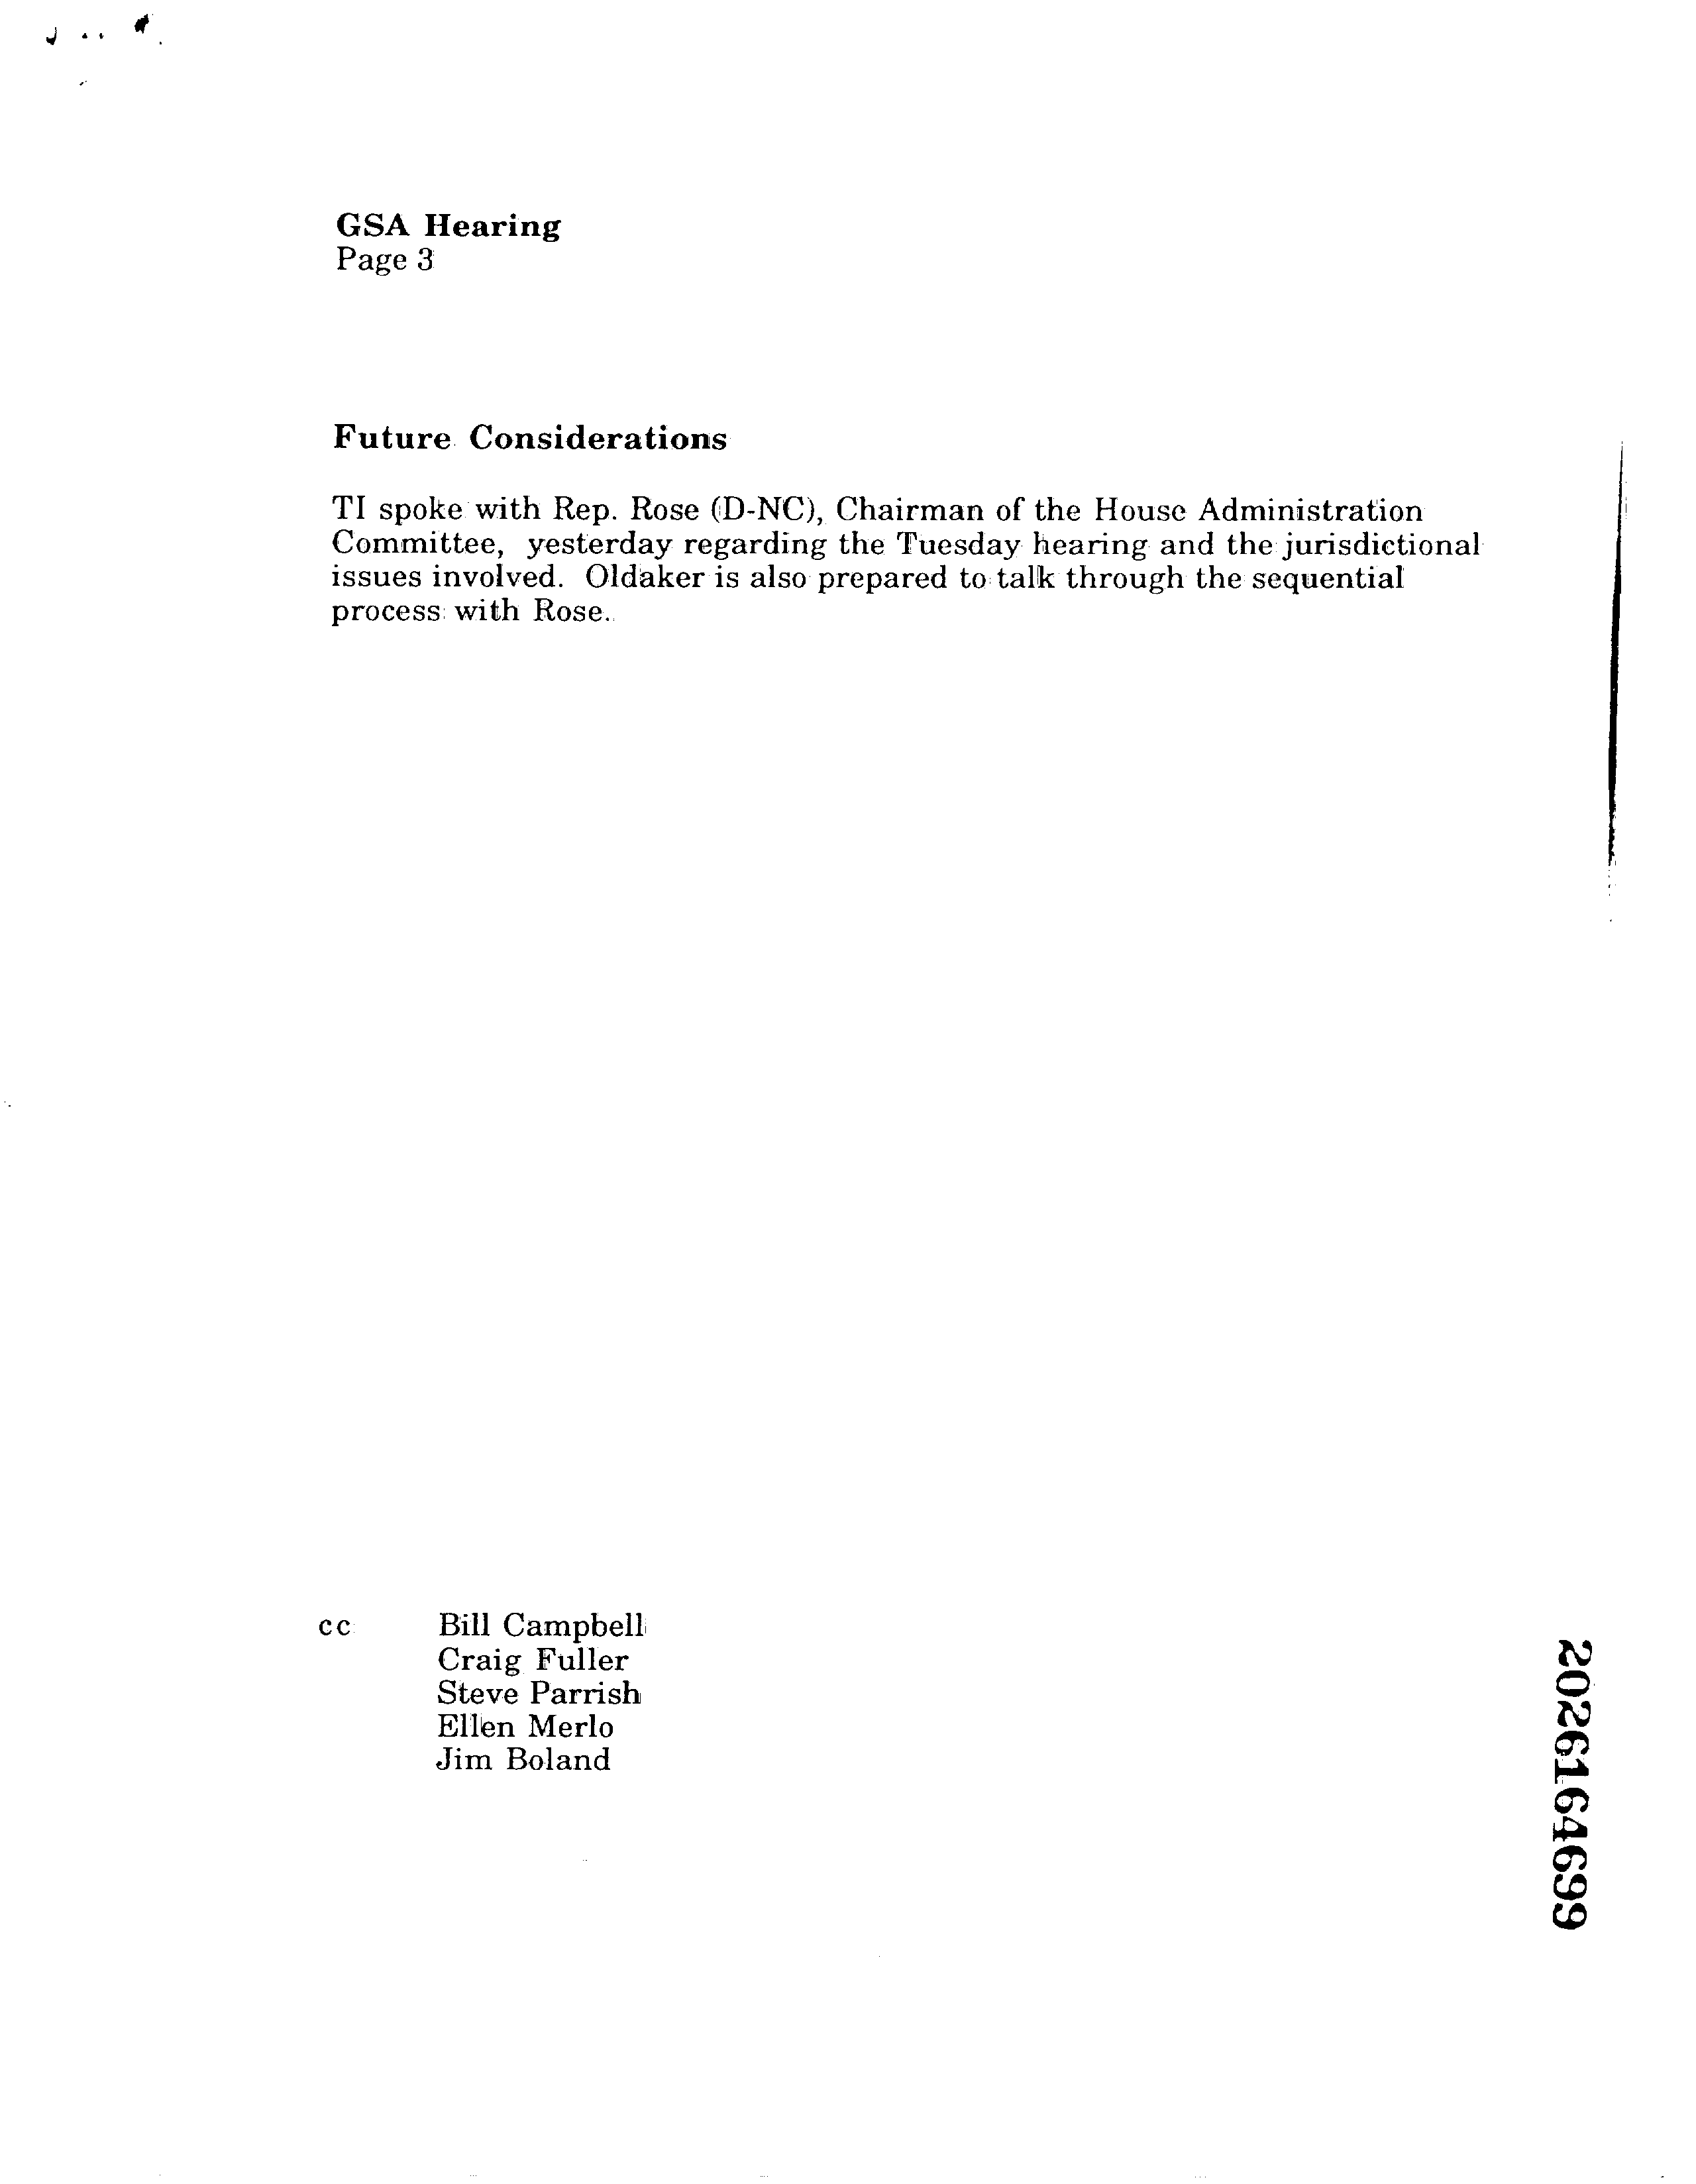 GSA Hearing
Page 3
Future Considerations
TI spoke with Rep. Rose (D-NC), Chairman of the House Administration
Committee, yesterday regarding the Tuesday hearing and the jurisdictional
issues involved. Oldaker is also prepared to talk through the sequential
process with Rose.
cc Bill Campbell
Craig Fuller
Steve Parrish
Ellen Merlo
Jim Boland
2026164699